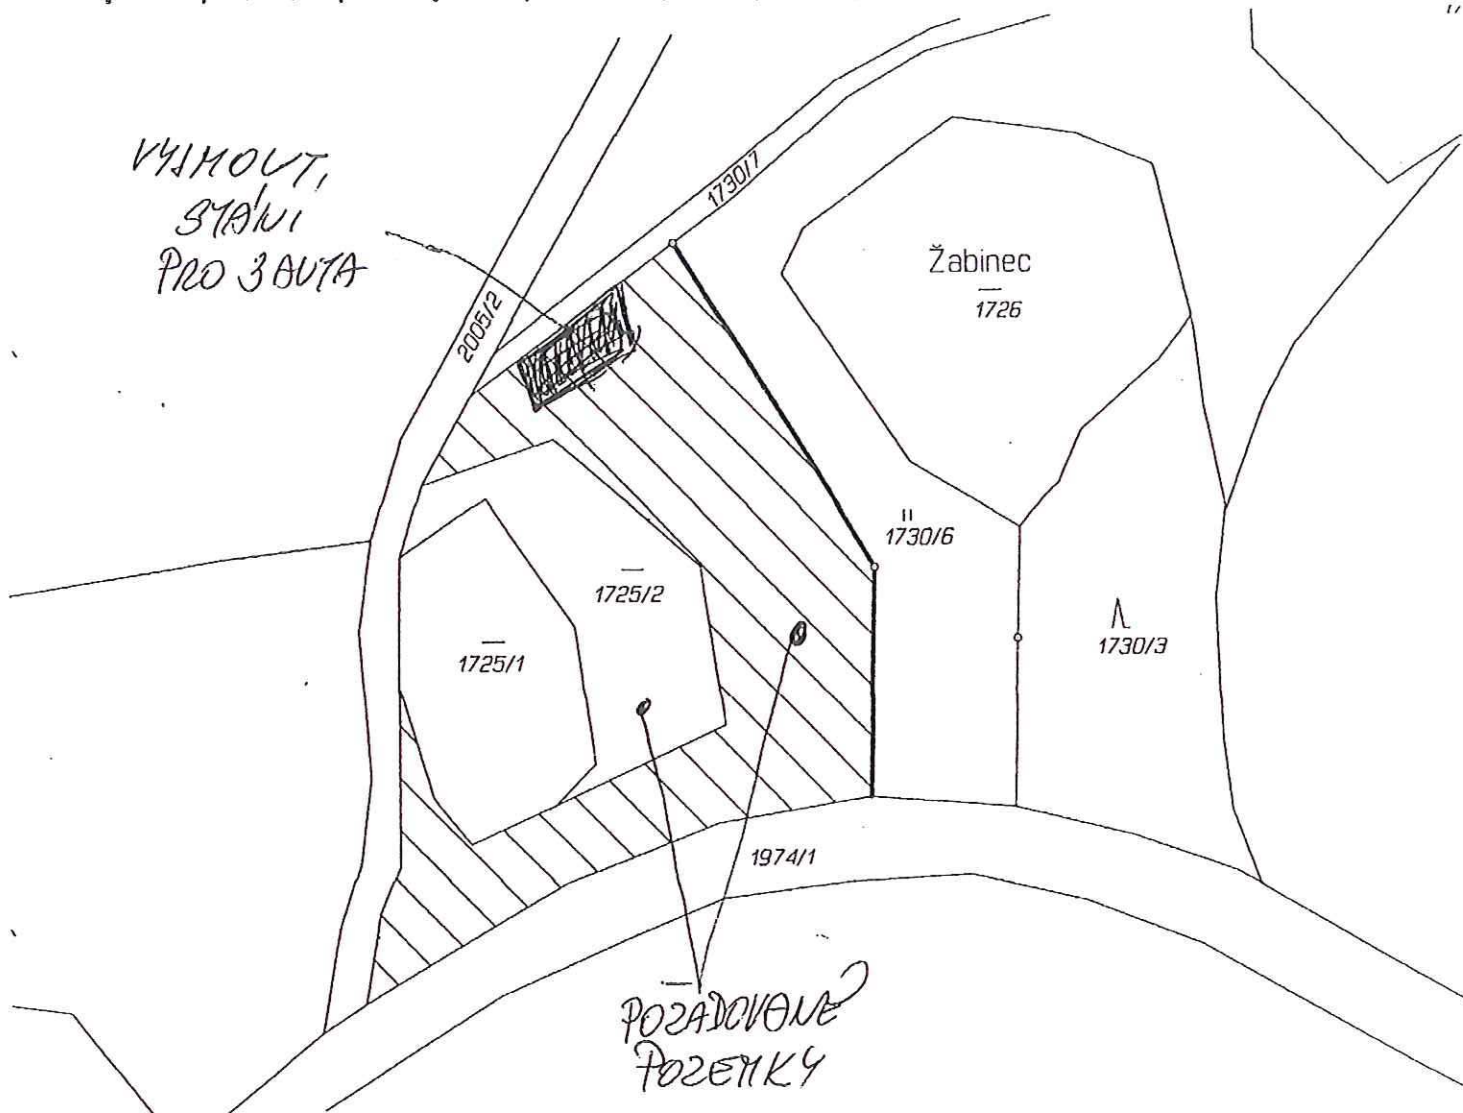 VYJMOUT,
STÁNÍ
PRO 3 AUTA
1730/7
2005/2
Žabinec
1726
1730/6
1725/2
1725/1
1730/3
1974/1
POŽADOVANÉ
POZEMKY